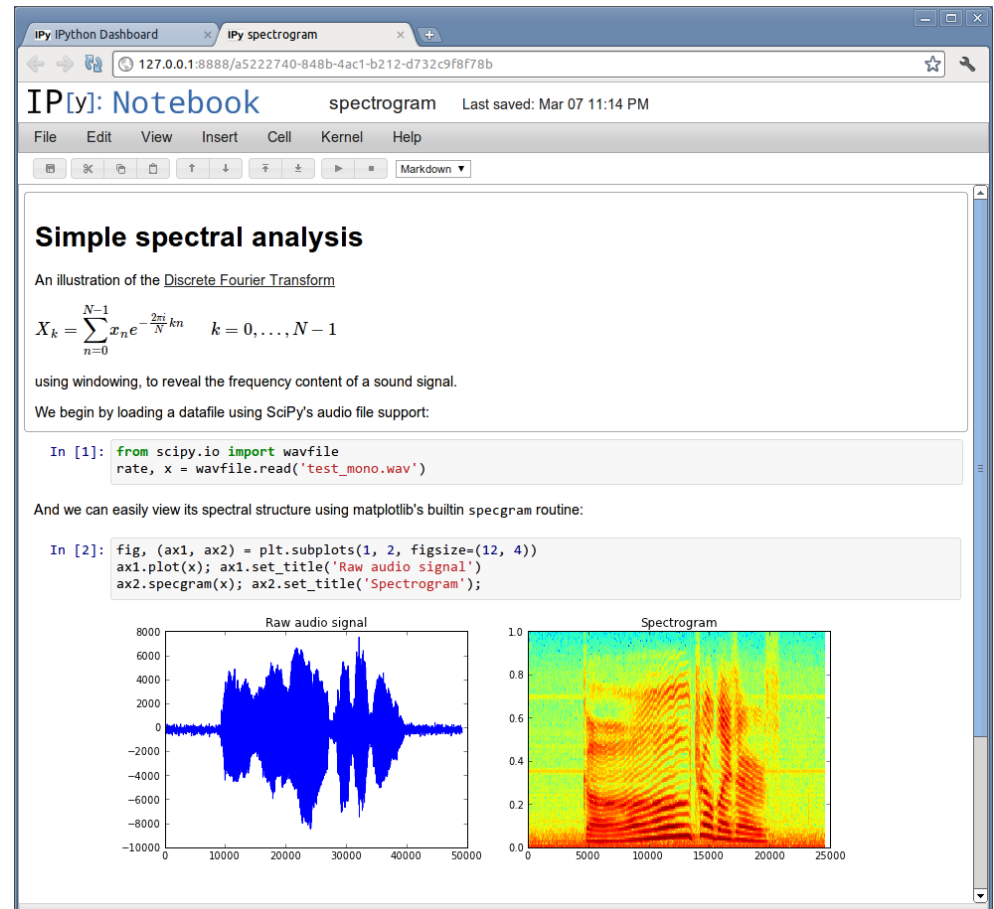 IPy IPython Dashboard × IPy spectrogram ×
127.0.0.1:8888/a5222740-848b-4ac1-b212-d732c9f8f78b
IP[y]: Notebook spectrogram Last saved: Mar 07 11:14 PM
File Edit View Insert Cell Kernel Help
Markdown ▼
Simple spectral analysis
An illustration of the Discrete Fourier Transform
X_k = \sum_{n=0}^{N-1} x_n e^{-\frac{2\pi i}{N} kn} k = 0, . . . , N − 1
using windowing, to reveal the frequency content of a sound signal.
We begin by loading a datafile using SciPy's audio file support:
In [1]: from scipy.io import wavfile
rate, x = wavfile.read('test_mono.wav')
And we can easily view its spectral structure using matplotlib's builtin specgram routine:
In [2]: fig, (ax1, ax2) = plt.subplots(1, 2, figsize=(12, 4))
ax1.plot(x); ax1.set_title('Raw audio signal')
ax2.specgram(x); ax2.set_title('Spectrogram');
Raw audio signal
8000
6000
4000
2000
0
−2000
−4000
−6000
−8000
−10000
0 10000 20000 30000 40000 50000
Spectrogram
1.0
0.8
0.6
0.4
0.2
0.0
0 5000 10000 15000 20000 25000